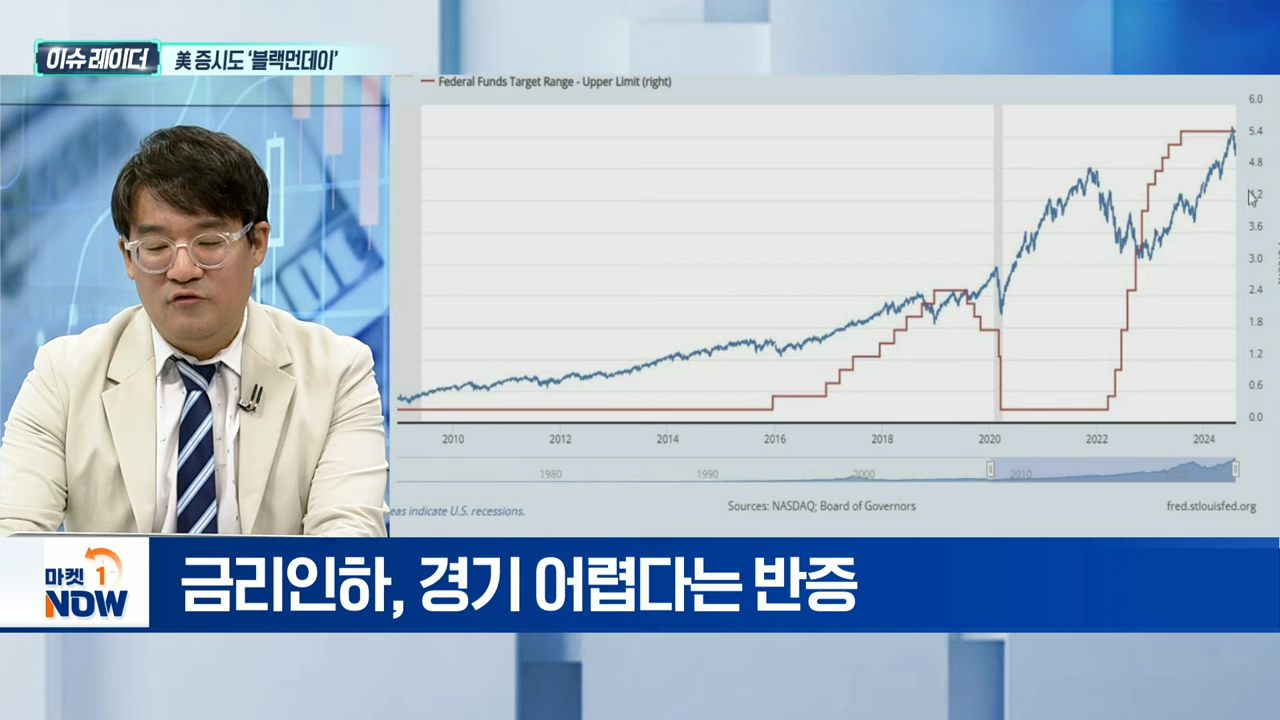 이슈 레이더
美 증시도 '블랙먼데이'
Federal Funds Target Range - Upper Limit (right)
6.0
5.4
4.8
3.6
3.0
2.4
1.8
1.2
0.6
0.0
2010 2012 2014 2016 2018 2020 2022 2024
1980 1990 2000 2010
eas indicate U.S. recessions.
Sources: NASDAQ; Board of Governors
fred.stlouisfed.org
마켓 1
NOW
금리인하, 경기 어렵다는 반증